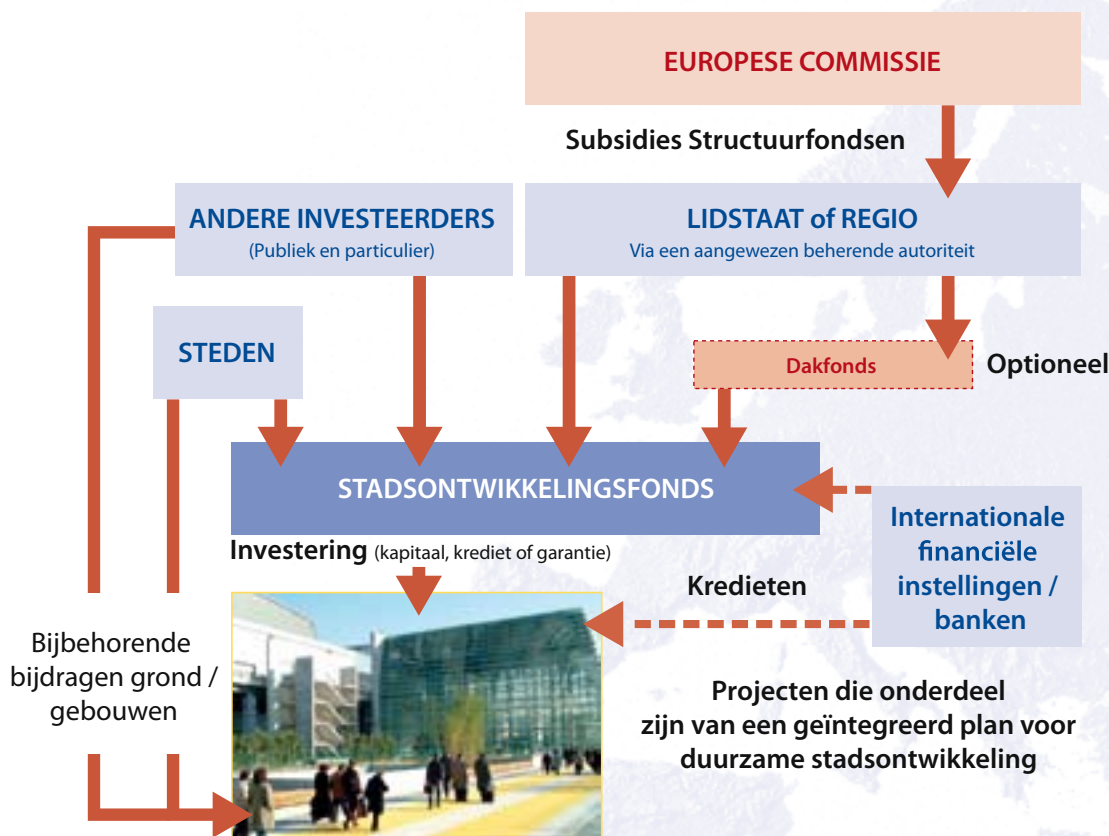 EUROPESE COMMISSIE
Subsidies Structuurfondsen
ANDERE INVESTEERDERS
(Publiek en particulier)
LIDSTAAT of REGIO
Via een aangewezen beherende autoriteit
STEDEN
Dakfonds
Optioneel
STADSONTWIKKELINGSFONDS
Investering (kapitaal, krediet of garantie)
Internationale
financiële
instellingen /
banken
Kredieten
Bijbehorende
bijdragen grond /
gebouwen
Projecten die onderdeel
zijn van een geïntegreerd plan voor
duurzame stadsontwikkeling